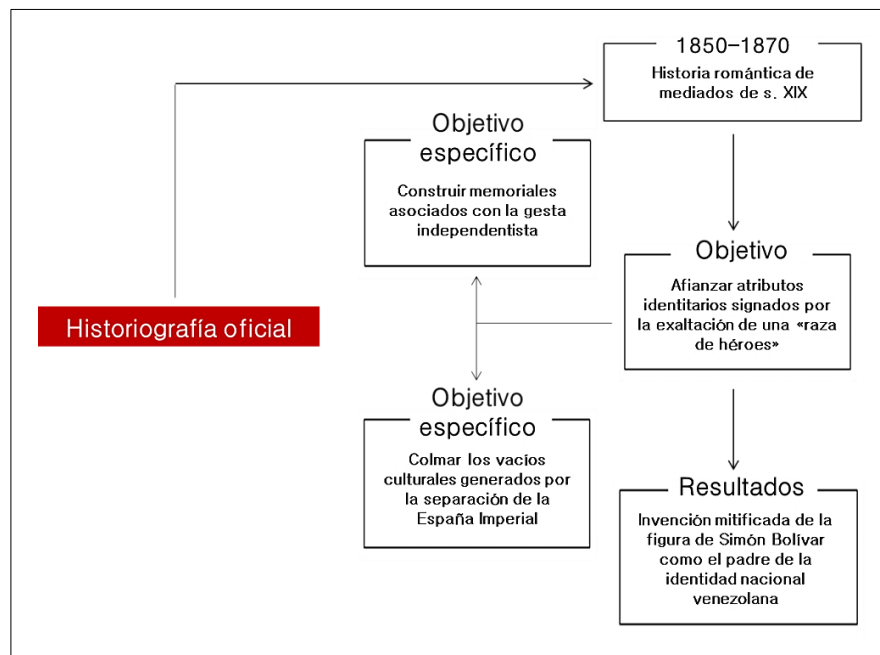 1850-1870
Historia romántica de
mediados de s. XIX
Objetivo
específico
Construir memoriales
asociados con la gesta
independentista
Objetivo
Afianzar atributos
identitarios signados por
la exaltación de una «raza
de héroes»
Historiografía oficial
Objetivo
específico
Colmar los vacíos
culturales generados por
la separación de la
España Imperial
Resultados
Invención mitificada de la
figura de Simón Bolívar
como el padre de la
identidad nacional
venezolana